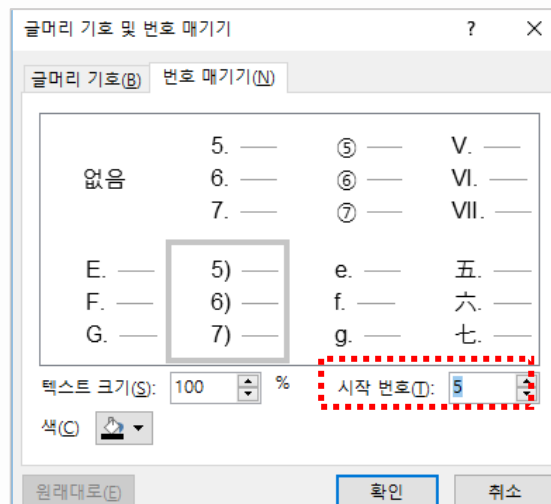 글머리 기호 및 번호 매기기 ? ×
글머리 기호(B) 번호 매기기(N)
없음
5.
6.
7.
⑤
⑥
⑦
V.
VI.
VII.
E.
F.
G.
5)
6)
7)
e.
f.
g.
五.
六.
七.
텍스트 크기(S): 100 % 시작 번호(T): 5
색(C)
원래대로(E) 확인 취소